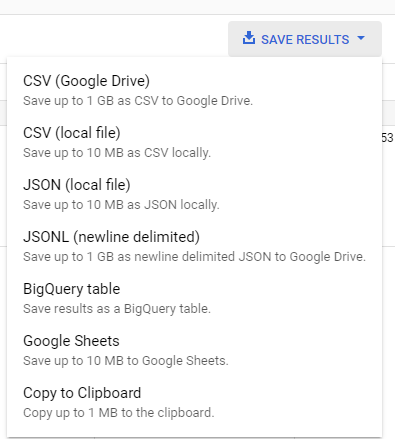 SAVE RESULTS
CSV (Google Drive)
Save up to 1 GB as CSV to Google Drive.
CSV (local file)
Save up to 10 MB as CSV locally.
53
JSON (local file)
Save up to 10 MB as JSON locally.
JSONL (newline delimited)
Save up to 1 GB as newline delimited JSON to Google Drive.
BigQuery table
Save results as a BigQuery table.
Google Sheets
Save up to 10 MB to Google Sheets.
Copy to Clipboard
Copy up to 1 MB to the clipboard.